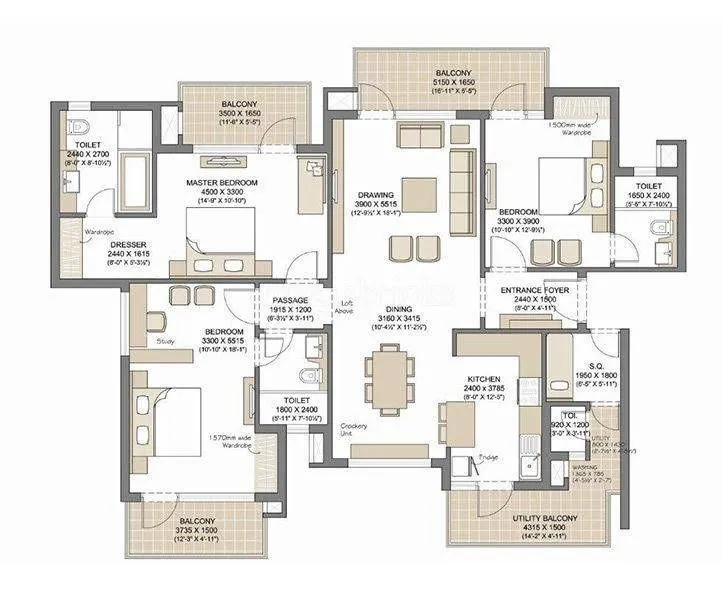 BALCONY
5150 X 1650
(16'-11" X 5'-5")
BALCONY
3500 X 1650
(11'-6" X 5'-5")
1500mm wide
Wardrobe
TOILET
2440 X 2700
(8'-0" X 8'-10½")
MASTER BEDROOM
4500 X 3300
(14'-9" X 10'-10")
DRAWING
3900 X 5515
(12'-9½" X 18'-1")
BEDROOM
3300 X 3900
(10'-10" X 12'-9½")
TOILET
1650 X 2400
(5'-5" X 7'-10½")
Wardrobe
DRESSER
2440 X 1615
(8'-0" X 5'-3½")
PASSAGE
1915 X 1200
(6'-3½" X 3'-11")
Loft
Above
DINING
3160 X 3415
(10'-4½" X 11'-2½")
ENTRANCE FOYER
2440 X 1500
(8'-0" X 4'-11")
BEDROOM
3300 X 5515
(10'-10" X 18'-1")
Study
TOILET
1800 X 2400
(5'-11" X 7'-10½")
KITCHEN
2400 X 3785
(8'-0" X 12'-5")
S.Q.
1950 X 1800
(6'-5" X 5'-11")
TOI.
920 X 1200
(3'-0" X 3'-11")
UTILITY
1570mm wide
Wardrobe
Crockery
Unit
Fridge
WASHING
1365 X 785
(4'-5½" X 2'-7")
BALCONY
3735 X 1500
(12'-3" X 4'-11")
UTILITY BALCONY
4315 X 1500
(14'-2" X 4'-11")